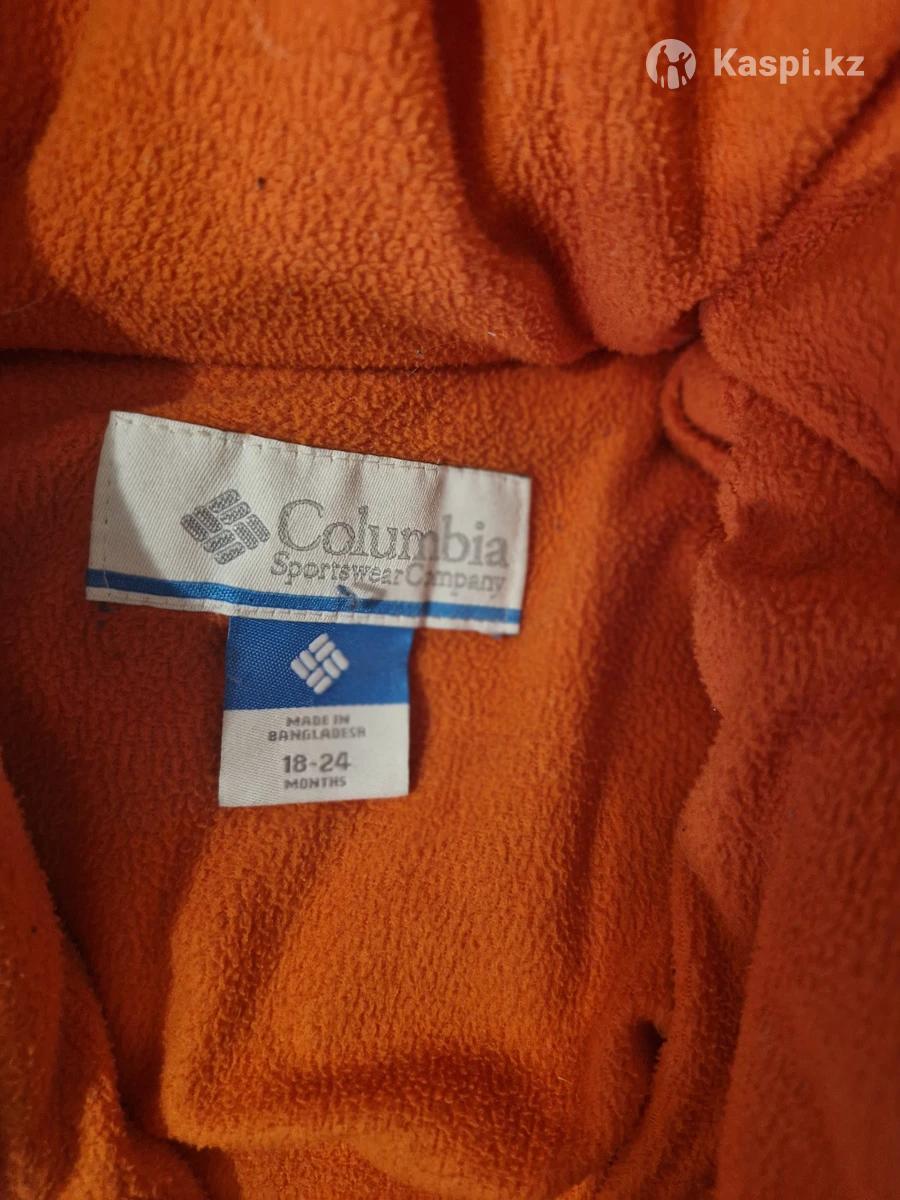 Kaspi.kz
Columbia
Sportswear Company
MADE IN
BANGLADESH
18-24
MONTHS